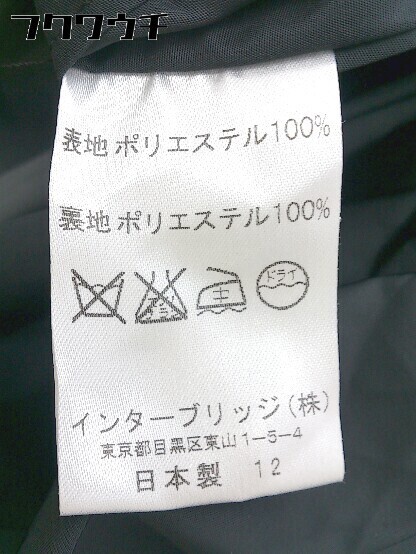 フクウクチ
表地 ポリエステル100%
裏地 ポリエステル100%
中
ドライ
インターブリッジ(株)
東京都目黒区東山1-5-4
日本製 12